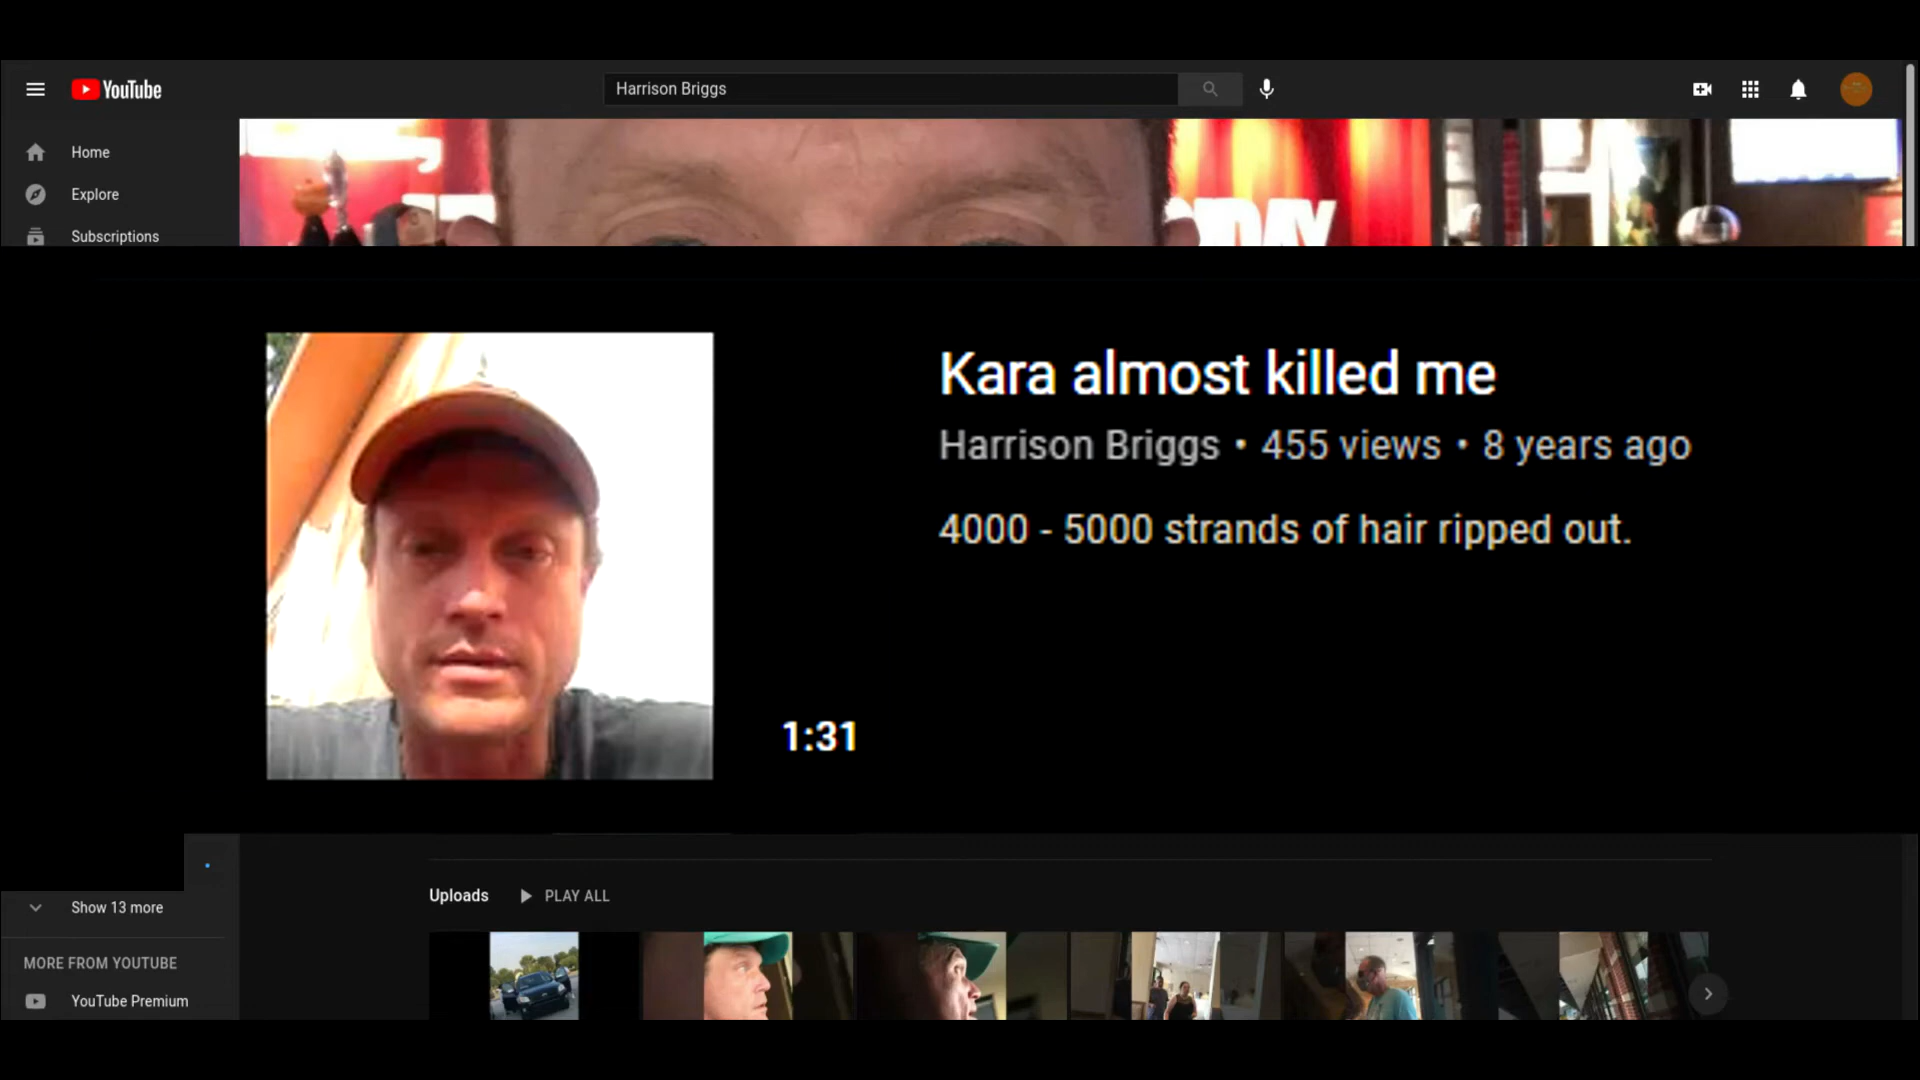 YouTube
Harrison Briggs
Home
Explore
Subscriptions
Kara almost killed me
Harrison Briggs • 455 views • 8 years ago
4000 - 5000 strands of hair ripped out.
1:31
Uploads
PLAY ALL
Show 13 more
MORE FROM YOUTUBE
YouTube Premium